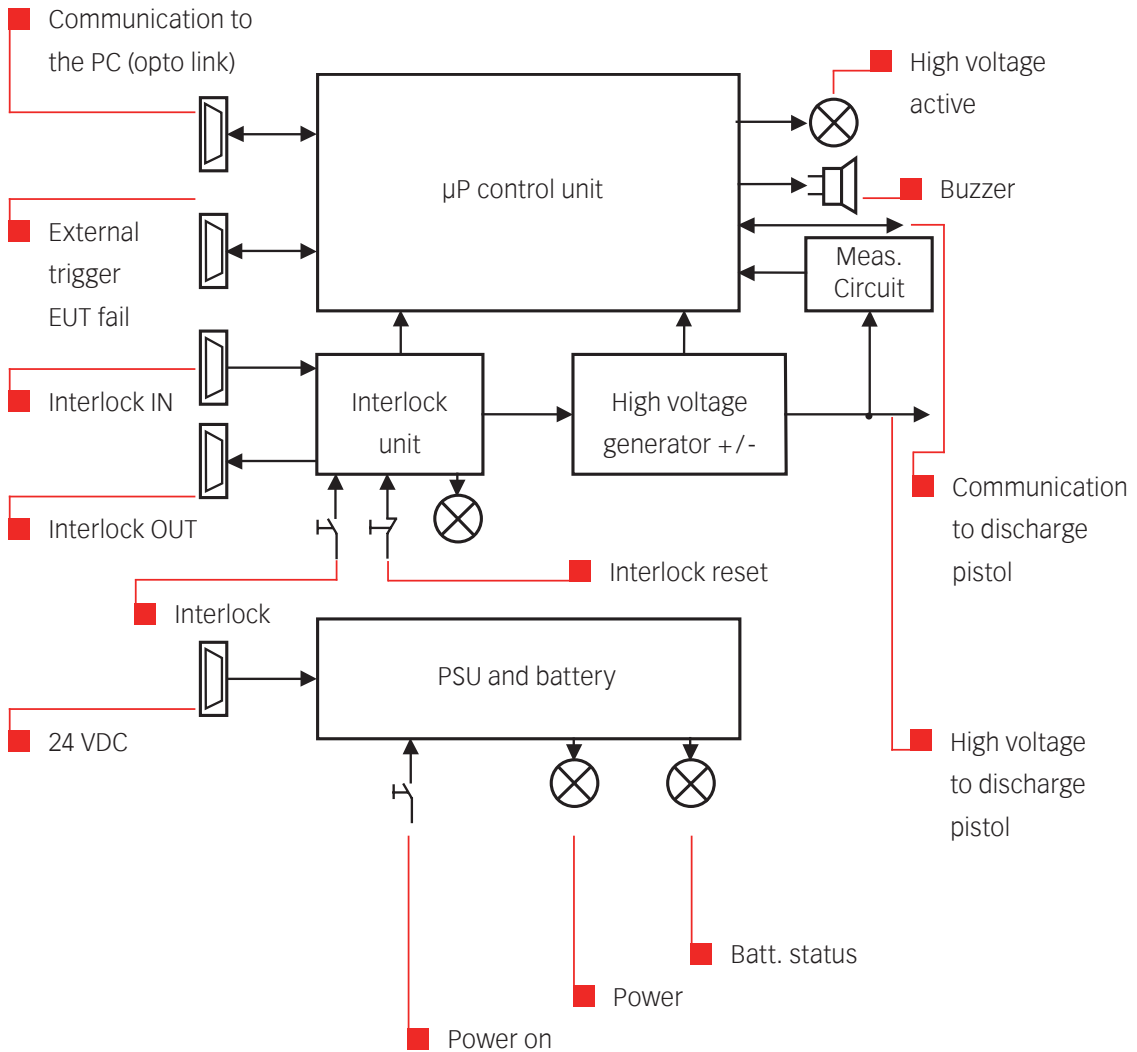 Communication to
the PC (opto link)
High voltage
active
µP control unit
Buzzer
External
trigger
EUT fail
Meas.
Circuit
Interlock IN
Interlock
unit
High voltage
generator +/-
Interlock OUT
Communication
to discharge
pistol
Interlock reset
Interlock
PSU and battery
24 VDC
High voltage
to discharge
pistol
Batt. status
Power
Power on